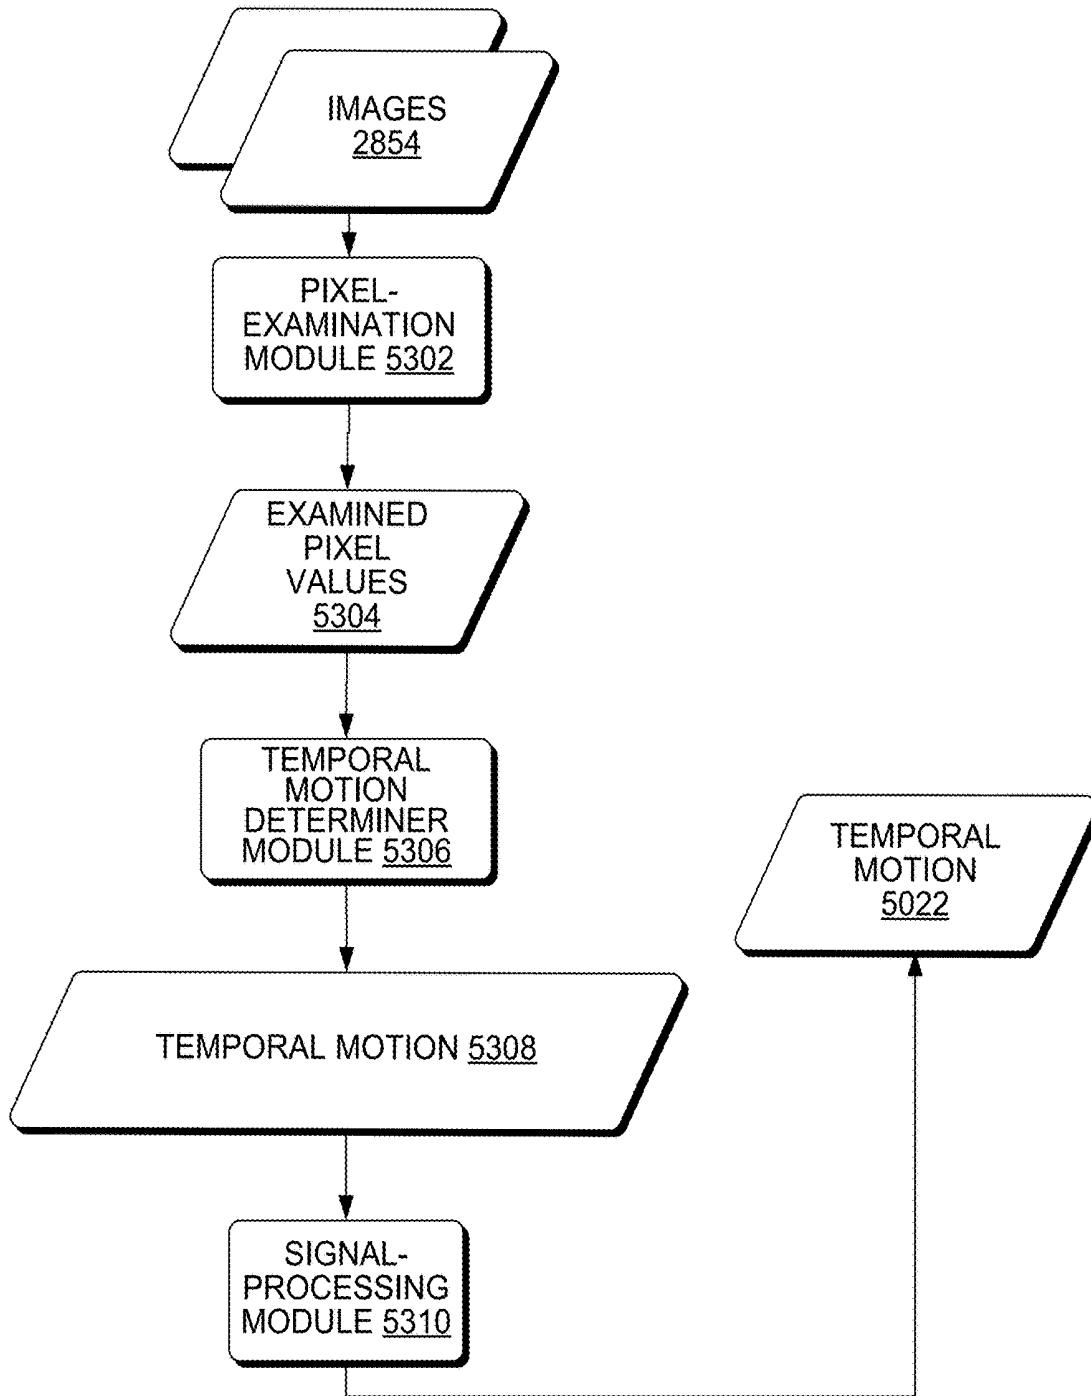 IMAGES
2854
PIXEL-
EXAMINATION
MODULE 5302
EXAMINED
PIXEL
VALUES
5304
TEMPORAL
MOTION
DETERMINER
MODULE 5306
TEMPORAL
MOTION
5022
TEMPORAL MOTION 5308
SIGNAL-
PROCESSING
MODULE 5310